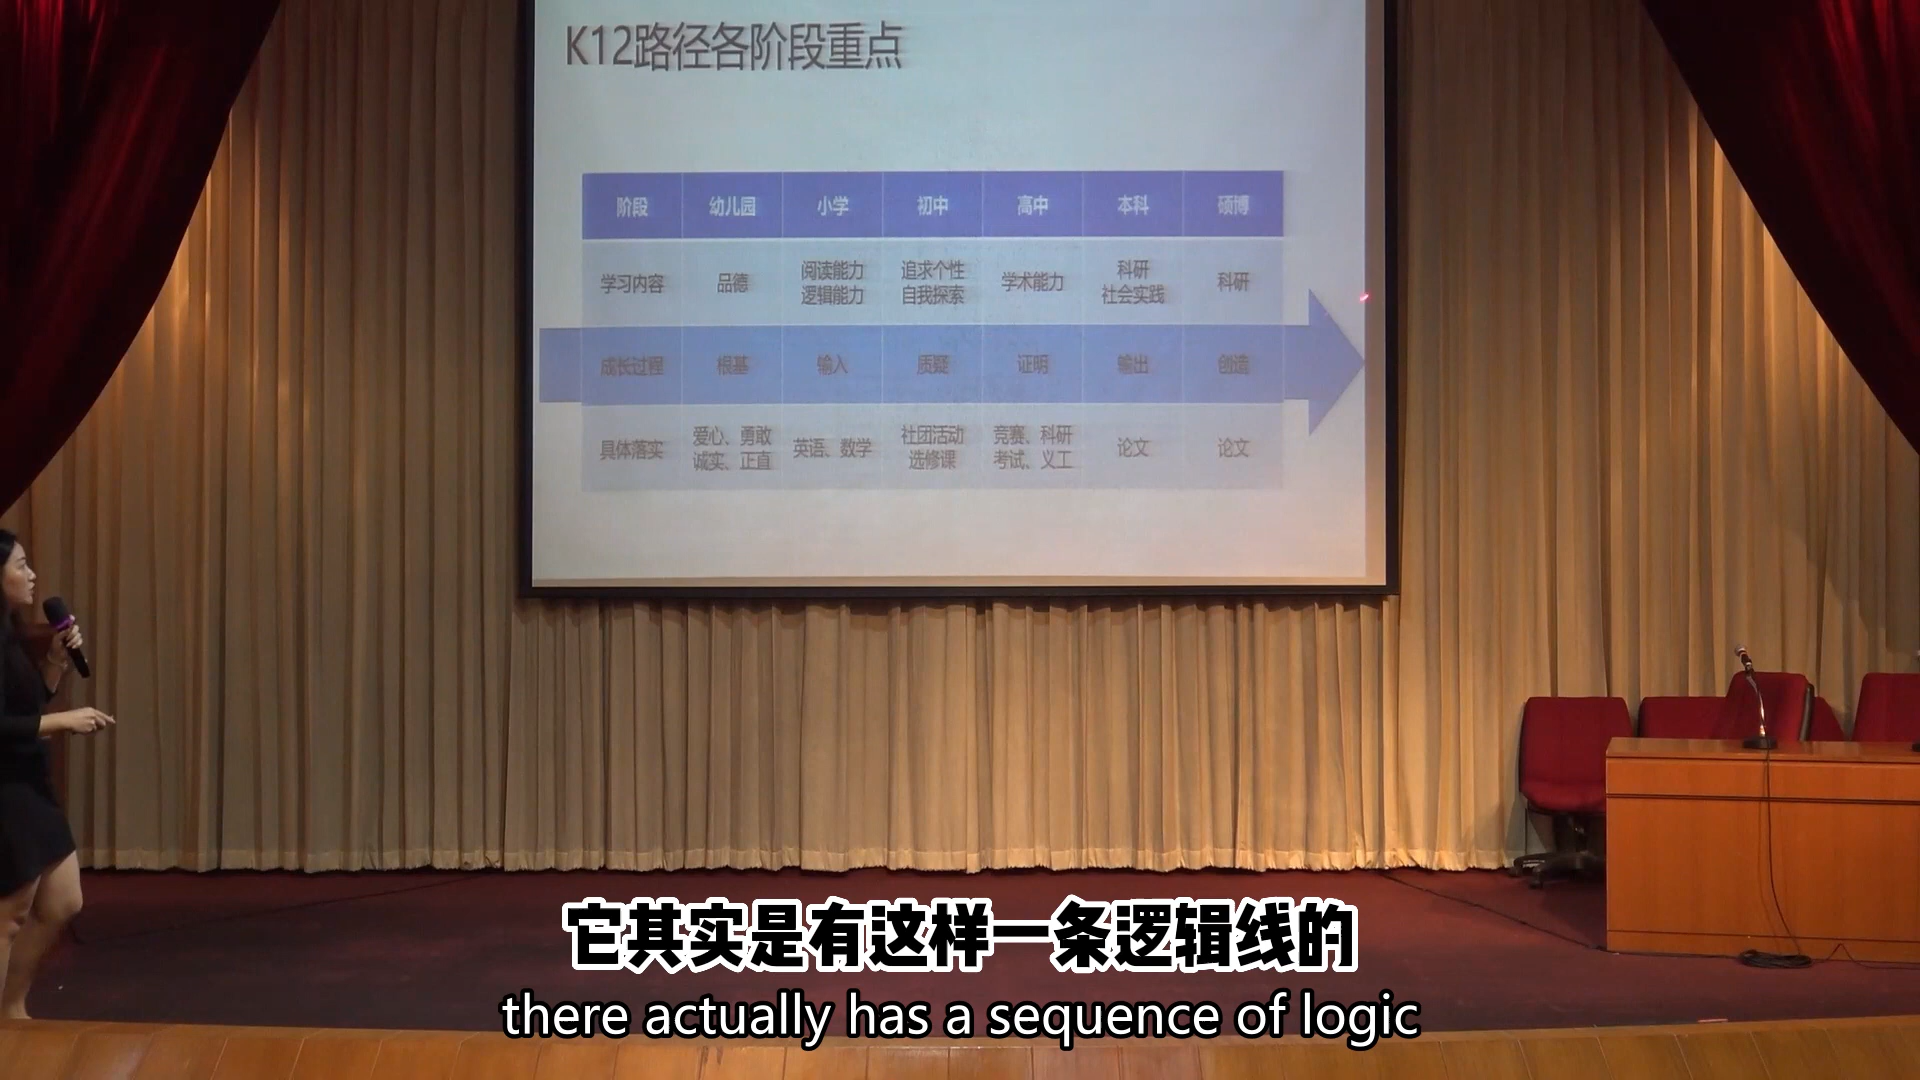 K12路径各阶段重点
阶段 幼儿园 小学 初中 高中 本科 硕博
学习内容 品德 阅读能力 逻辑能力 追求个性 自我探索 学术能力 科研 社会实践 科研
成长过程 根基 输入 质疑 证明 输出 创造
具体落实 爱心、勇敢 诚实、正直 英语、数学 社团活动 选修课 竞赛、科研 考试、义工 论文 论文
它其实是有这样一条逻辑线的
there actually has a sequence of logic